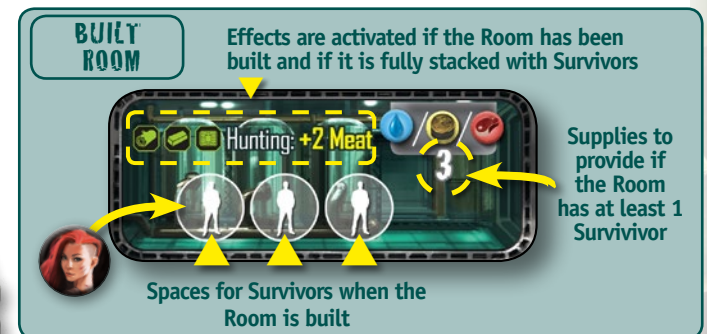 BUILT
ROOM
Effects are activated if the Room has been
built and if it is fully stacked with Survivors
Hunting: +2 Meat
/ /
3
Supplies to
provide if
the Room
has at least 1
Survivivor
Spaces for Survivors when the
Room is built